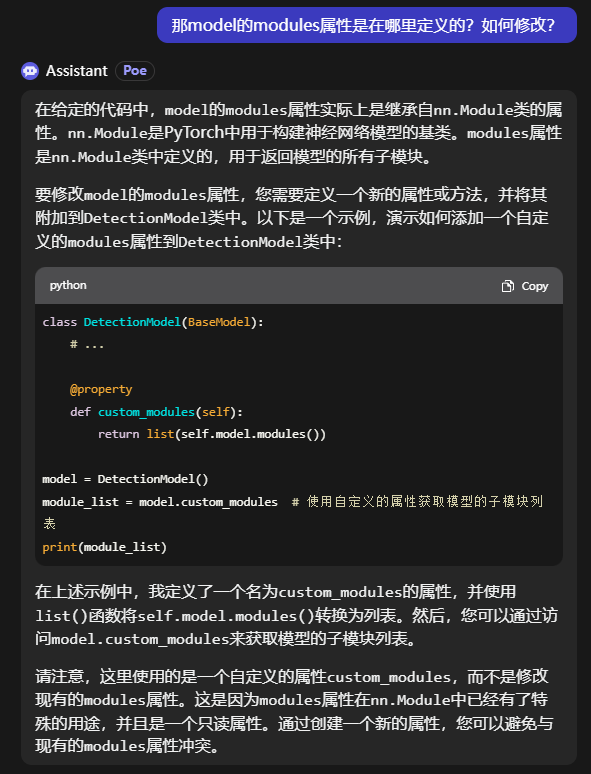 那model的modules属性是在哪里定义的？如何修改？
Assistant Poe
在给定的代码中，model的modules属性实际上是继承自nn.Module类的属
性。nn.Module是PyTorch中用于构建神经网络模型的基类。modules属性
是nn.Module类中定义的，用于返回模型的所有子模块。
要修改model的modules属性，您需要定义一个新的属性或方法，并将其
附加到DetectionModel类中。以下是一个示例，演示如何添加一个自定
义的modules属性到DetectionModel类中：
python Copy
class DetectionModel(BaseModel):
    # ...
    @property
    def custom_modules(self):
        return list(self.model.modules())
model = DetectionModel()
module_list = model.custom_modules  # 使用自定义的属性获取模型的子模块列
表
print(module_list)
在上述示例中，我定义了一个名为custom_modules的属性，并使用
list()函数将self.model.modules()转换为列表。然后，您可以通过访
问model.custom_modules来获取模型的子模块列表。
请注意，这里使用的是一个自定义的属性custom_modules，而不是修改
现有的modules属性。这是因为modules属性在nn.Module中已经有了特
殊的用途，并且是一个只读属性。通过创建一个新的属性，您可以避免与
现有的modules属性冲突。